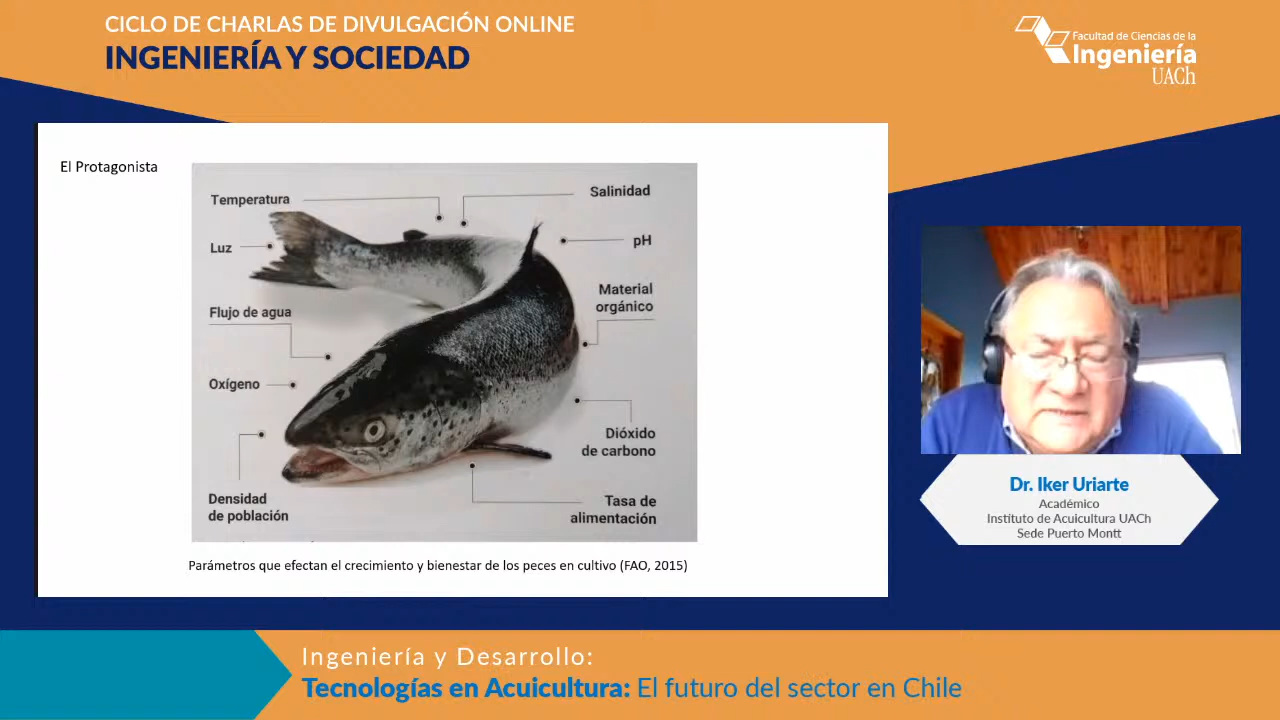 CICLO DE CHARLAS DE DIVULGACIÓN ONLINE
INGENIERÍA Y SOCIEDAD
Facultad de Ciencias de la
Ingeniería
UACh
El Protagonista
Temperatura
Salinidad
Luz
pH
Material
orgánico
Flujo de agua
Oxígeno
Dióxido
de carbono
Densidad
de población
Tasa de
alimentación
Parámetros que efectan el crecimiento y bienestar de los peces en cultivo (FAO, 2015)
Dr. Iker Uriarte
Académico
Instituto de Acuicultura UACh
Sede Puerto Montt
Ingeniería y Desarrollo:
Tecnologías en Acuicultura: El futuro del sector en Chile